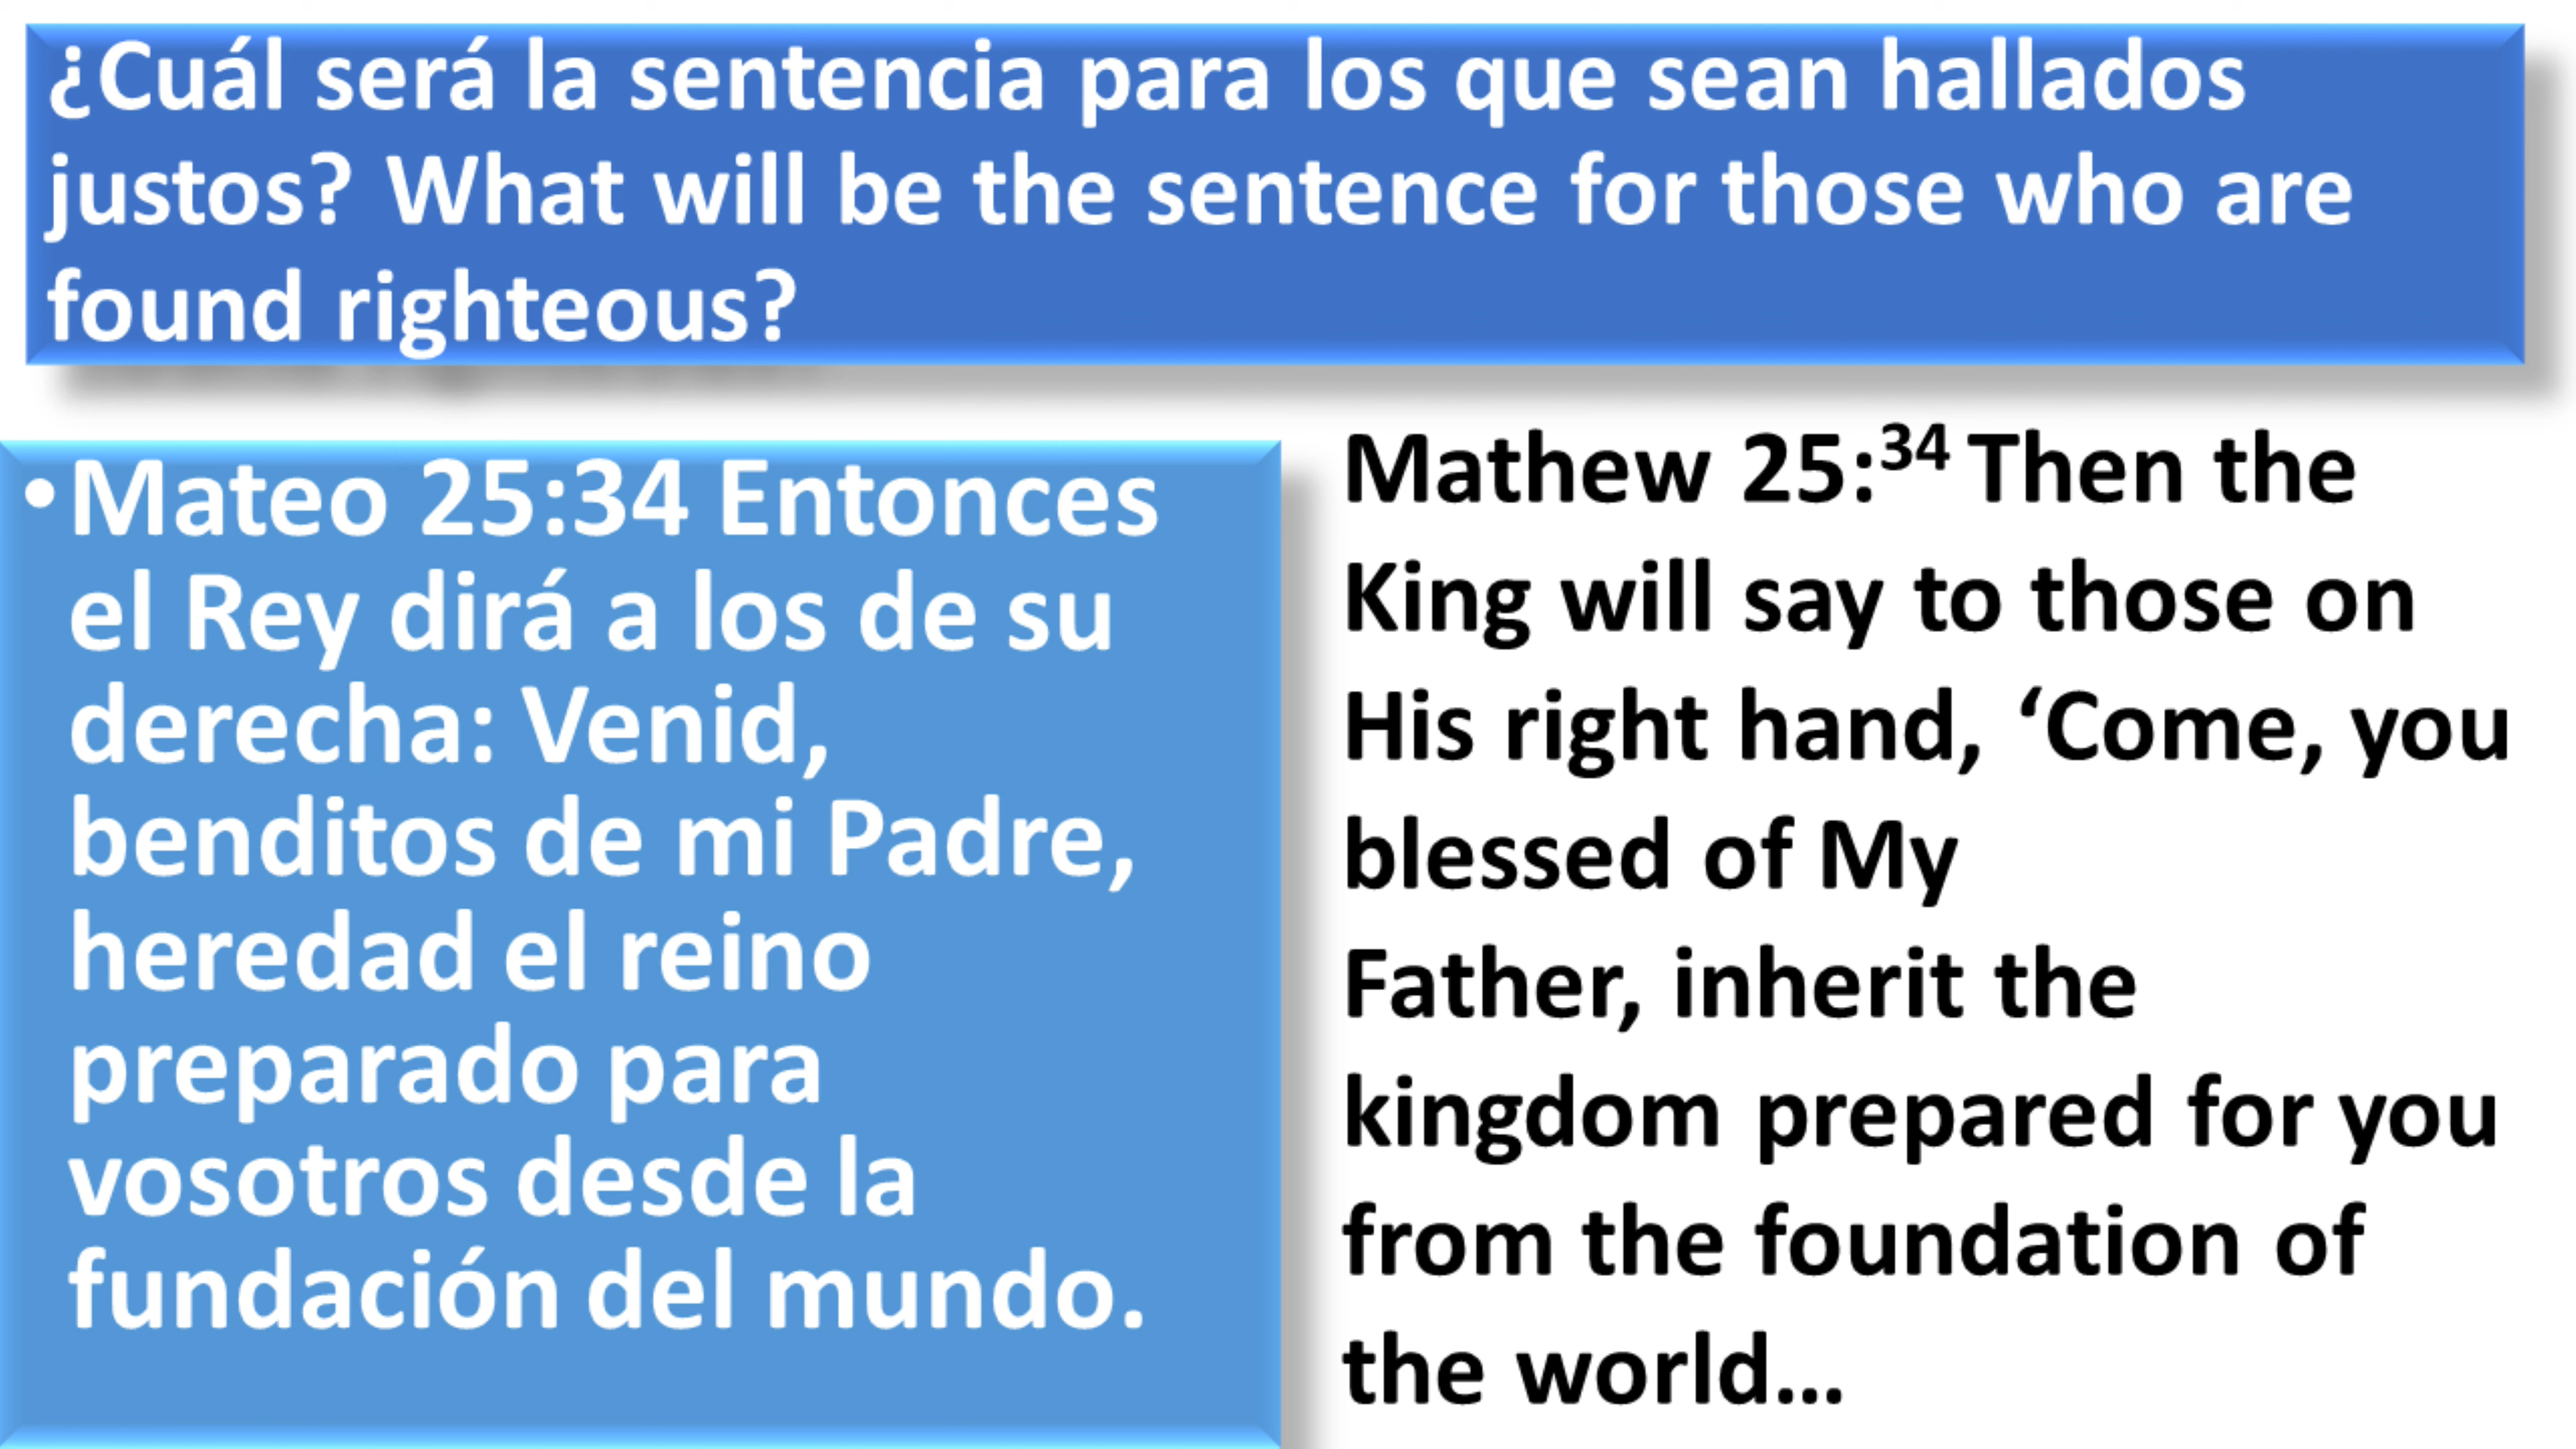 ¿Cuál será la sentencia para los que sean hallados
justos? What will be the sentence for those who are
found righteous?
•Mateo 25:34 Entonces
el Rey dirá a los de su
derecha: Venid,
benditos de mi Padre,
heredad el reino
preparado para
vosotros desde la
fundación del mundo.
Mathew 25:34 Then the
King will say to those on
His right hand, ‘Come, you
blessed of My
Father, inherit the
kingdom prepared for you
from the foundation of
the world…